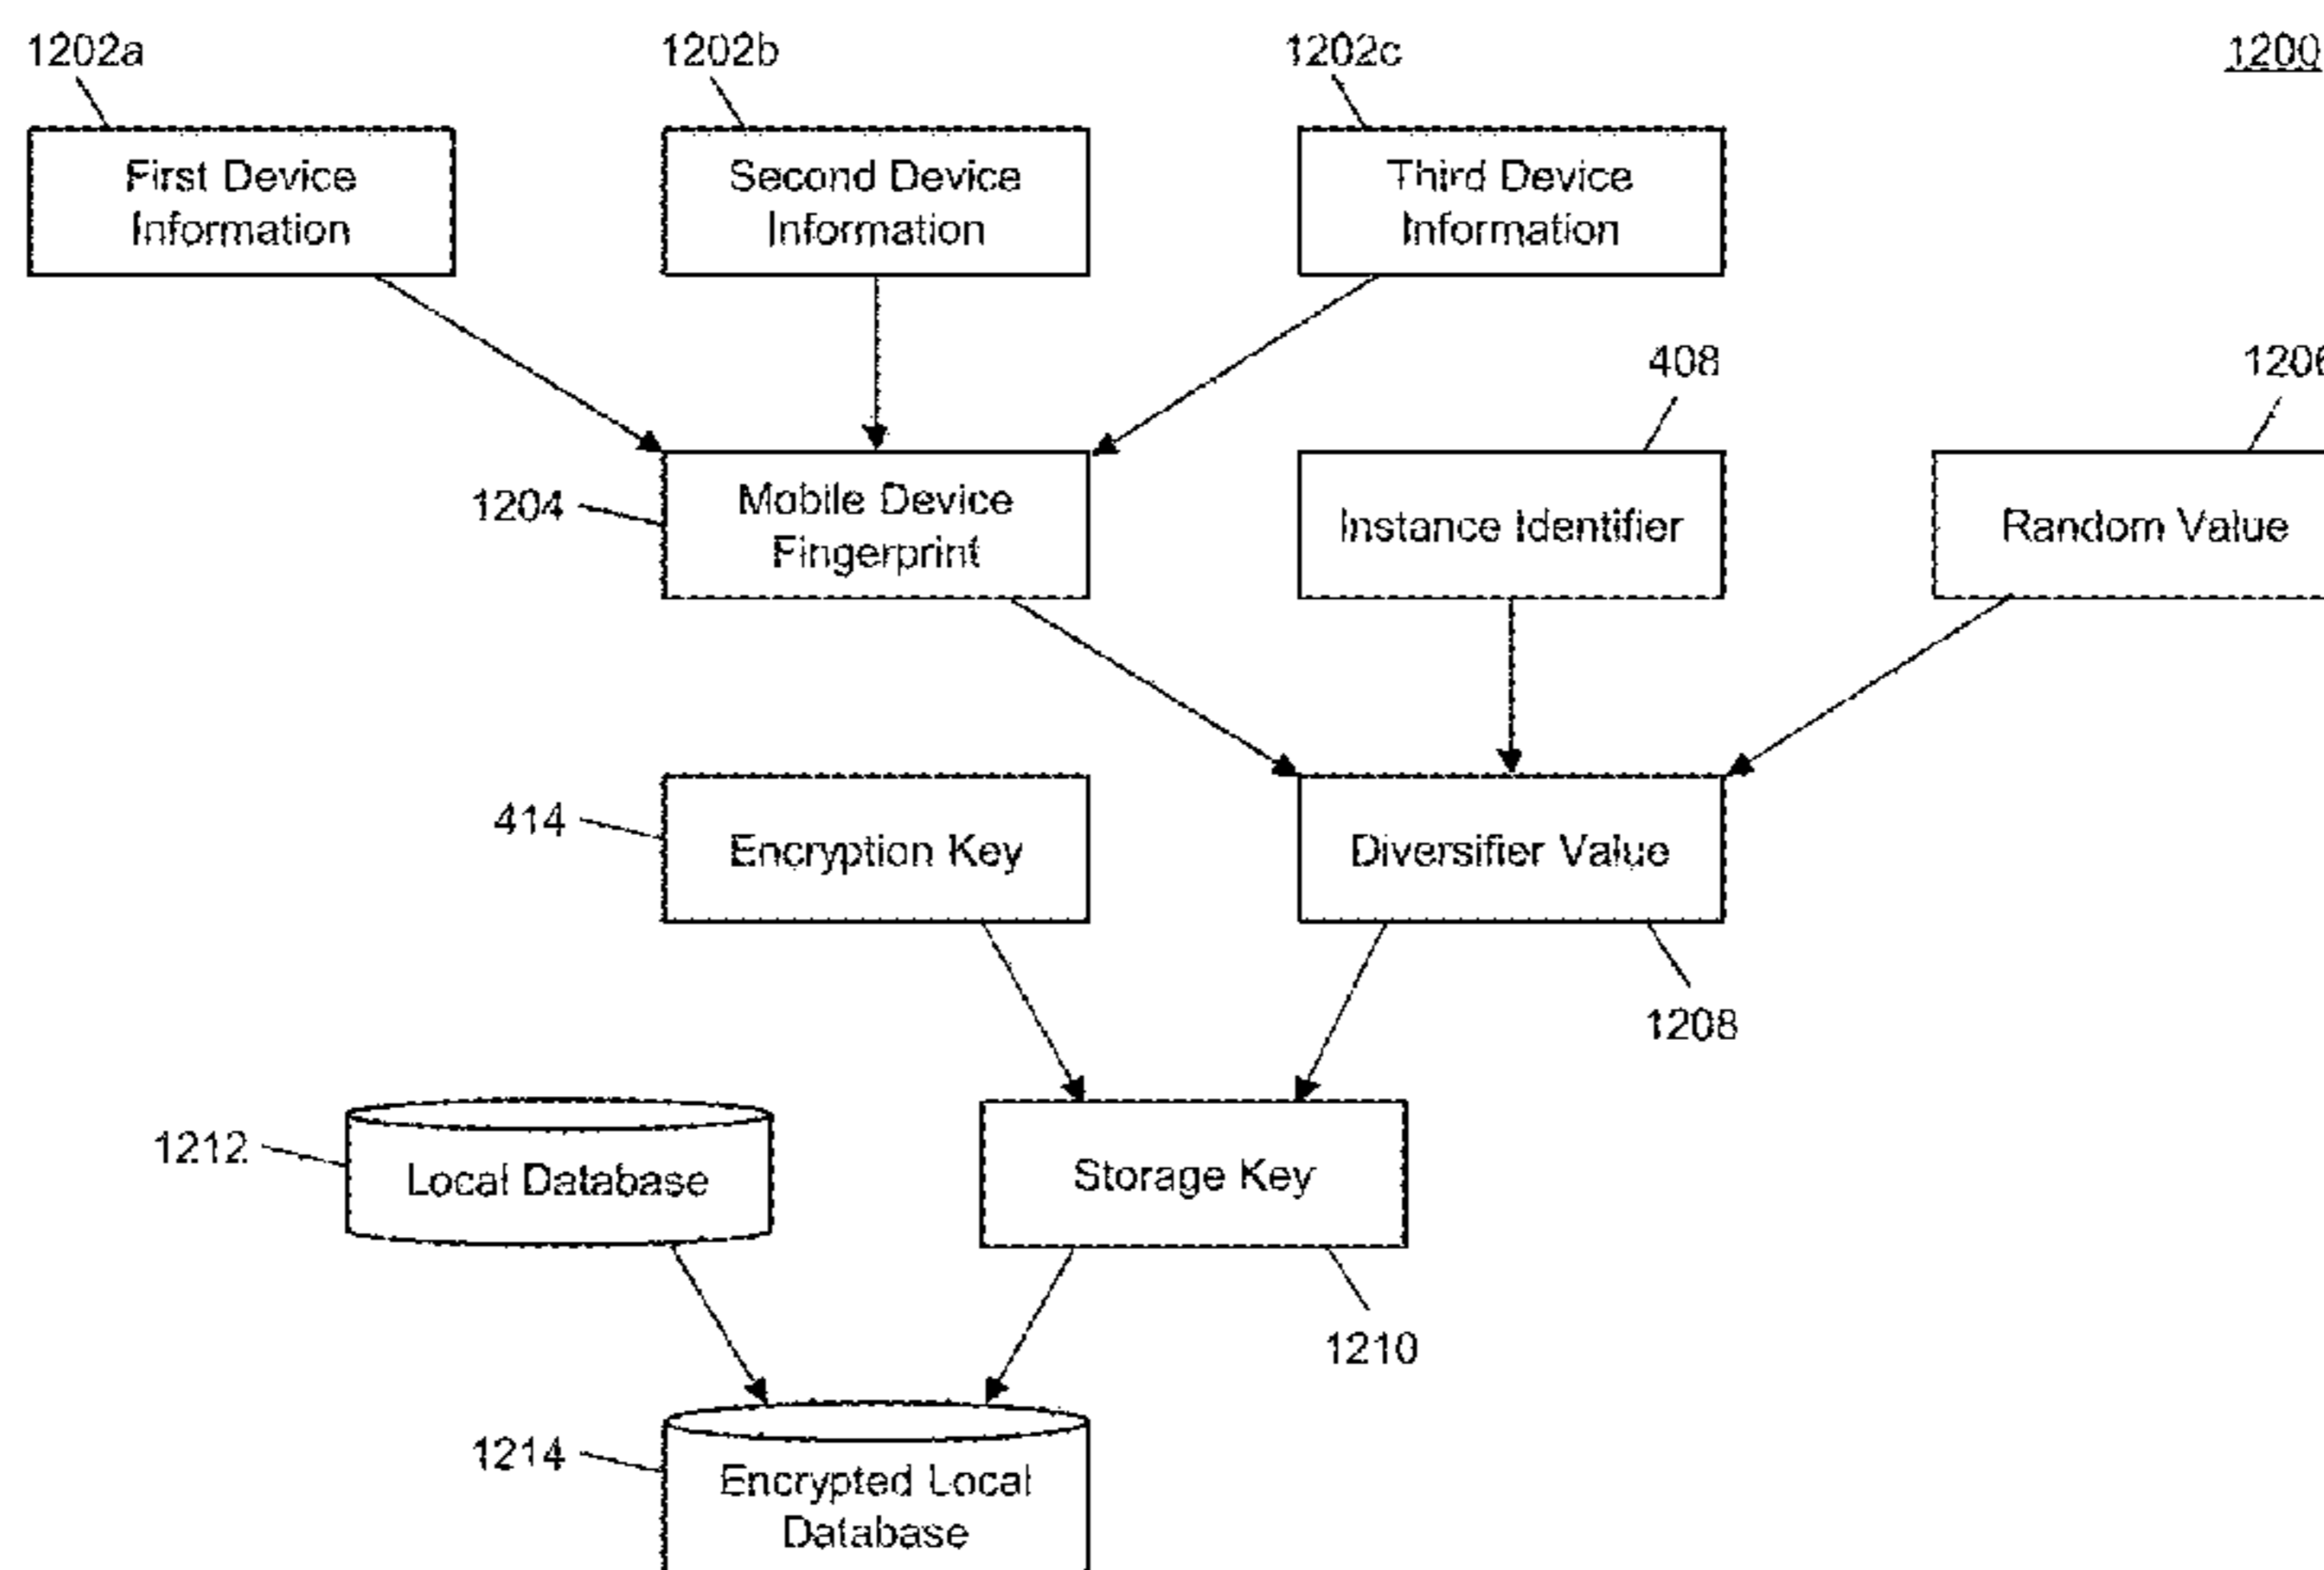 1202a
1202b
1202c
1200
First Device
Information
Second Device
Information
Third Device
Information
408
1206
1204
Mobile Device
Fingerprint
Instance Identifier
Random Value
414
Encryption Key
Diversifier Value
1208
1212
Local Database
Storage Key
1210
1214
Encrypted Local
Database